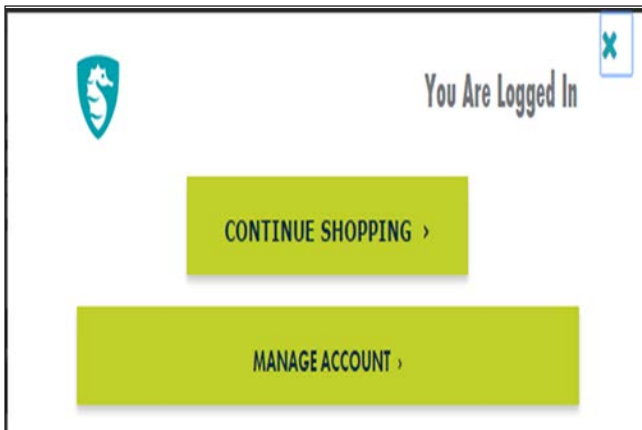 You Are Logged In
CONTINUE SHOPPING ›
MANAGE ACCOUNT ›